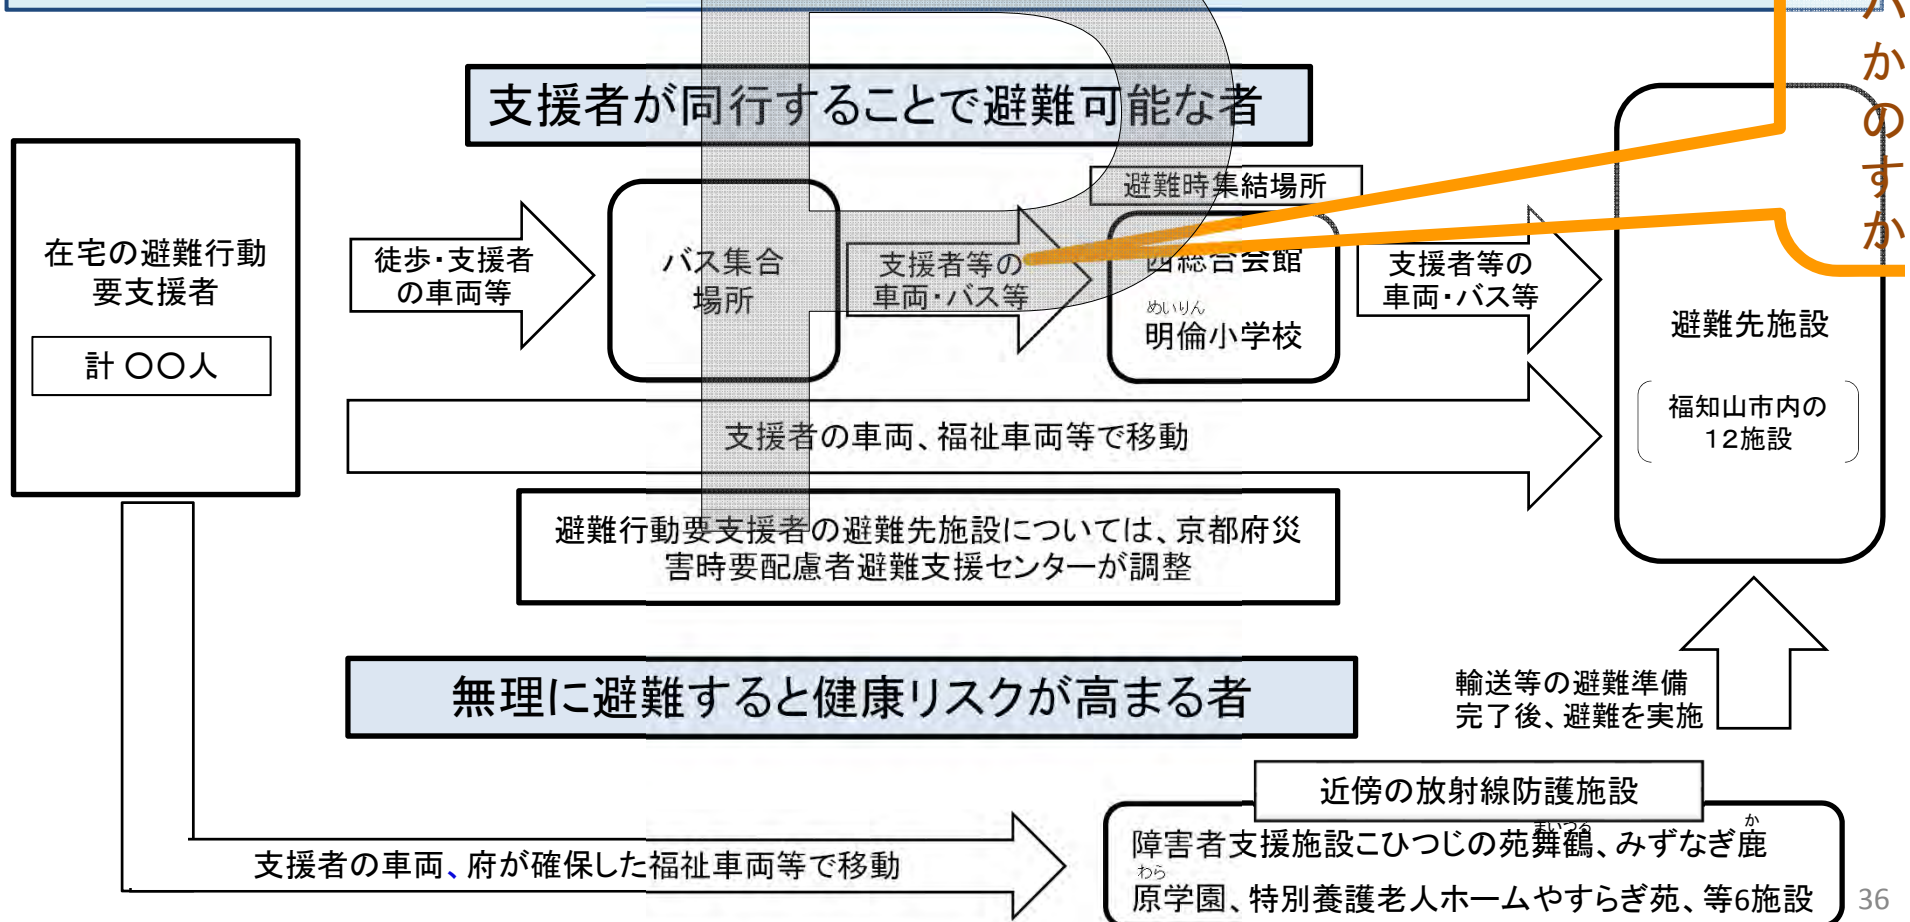 支援者が同行することで避難可能な者
在宅の避難行動
要支援者
計 〇〇人
徒歩・支援者
の車両等
バス集合
場所
支援者等の
車両・バス等
避難時集結場所
西総合会館
めいりん
明倫小学校
支援者等の
車両・バス等
避難先施設
福知山市内の
12施設
支援者の車両、福祉車両等で移動
避難行動要支援者の避難先施設については、京都府災
害時要配慮者避難支援センターが調整
無理に避難すると健康リスクが高まる者
輸送等の避難準備
完了後、避難を実施
支援者の車両、府が確保した福祉車両等で移動
近傍の放射線防護施設
まいづる か
障害者支援施設こひつじの苑舞鶴、みずなぎ鹿
わら
原学園、特別養護老人ホームやすらぎ苑、等6施設
か
の
す
か
P
36